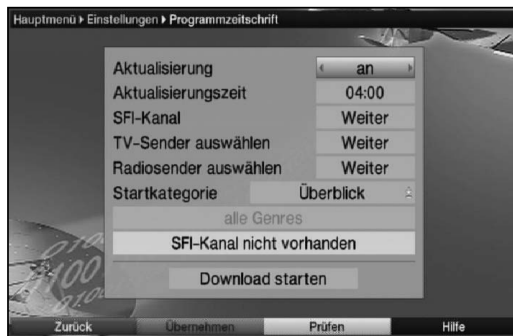 Hauptmenü Einstellungen Programmzeitschrift
Aktualisierung an
Aktualisierungszeit 04:00
SFI-Kanal Weiter
TV-Sender auswählen Weiter
Radiosender auswählen Weiter
Startkategorie Überblick
alle Genres
SFI-Kanal nicht vorhanden
Download starten
Zurück Übernehmen Prüfen Hilfe